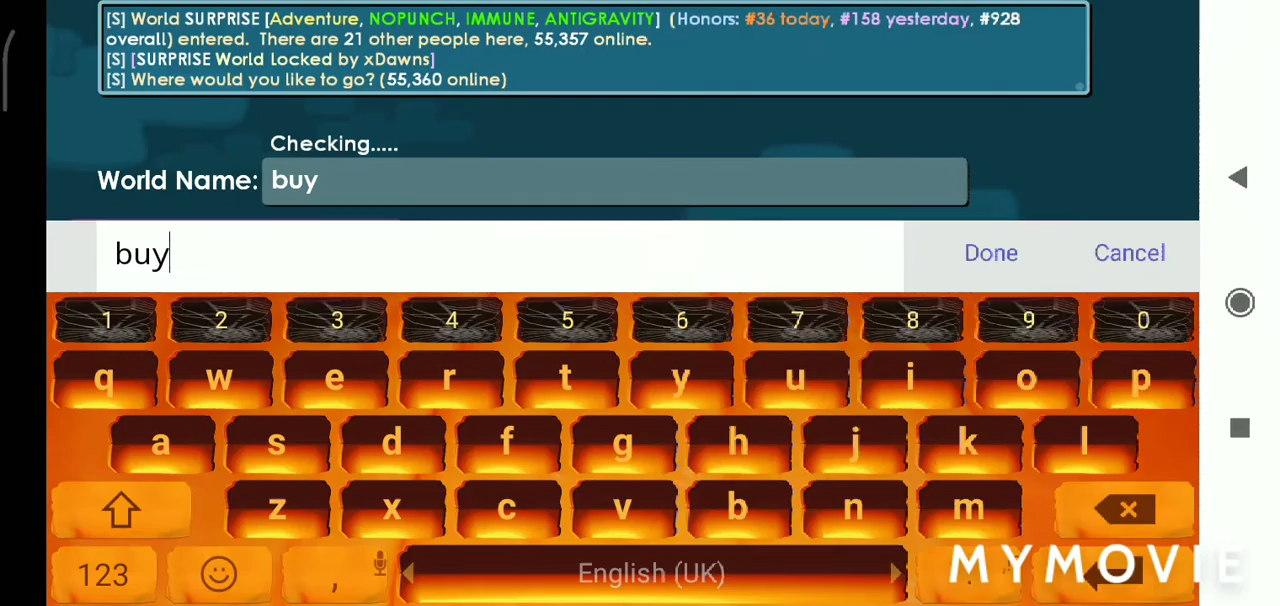 [S] World SURPRISE [Adventure, NOPUNCH, IMMUNE, ANTIGRAVITY] (Honors: #36 today, #158 yesterday, #928
overall) entered. There are 21 other people here, 55,357 online.
[S] [SURPRISE World Locked by xDawns]
[S] Where would you like to go? (55,360 online)
Checking.....
World Name: buy
buy Done Cancel
1 2 3 4 5 6 7 8 9 0
q w e r t y u i o p
a s d f g h j k l
z x c v b n m
123 , English (UK) .
MYMOVIE